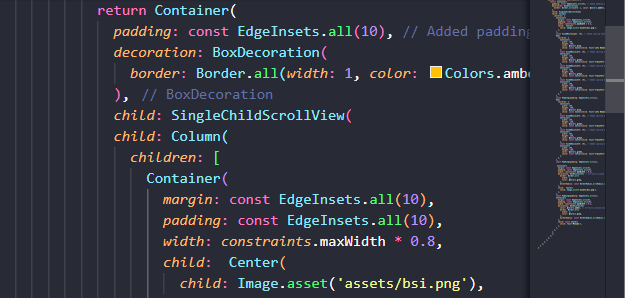 return Container(
padding: const EdgeInsets.all(10), // Added padding
decoration: BoxDecoration(
border: Border.all(width: 1, color: Colors.ambe
), // BoxDecoration
child: SingleChildScrollView(
child: Column(
children: [
Container(
margin: const EdgeInsets.all(10),
padding: const EdgeInsets.all(10),
width: constraints.maxWidth * 0.8,
child:  Center(
child: Image.asset('assets/bsi.png'),